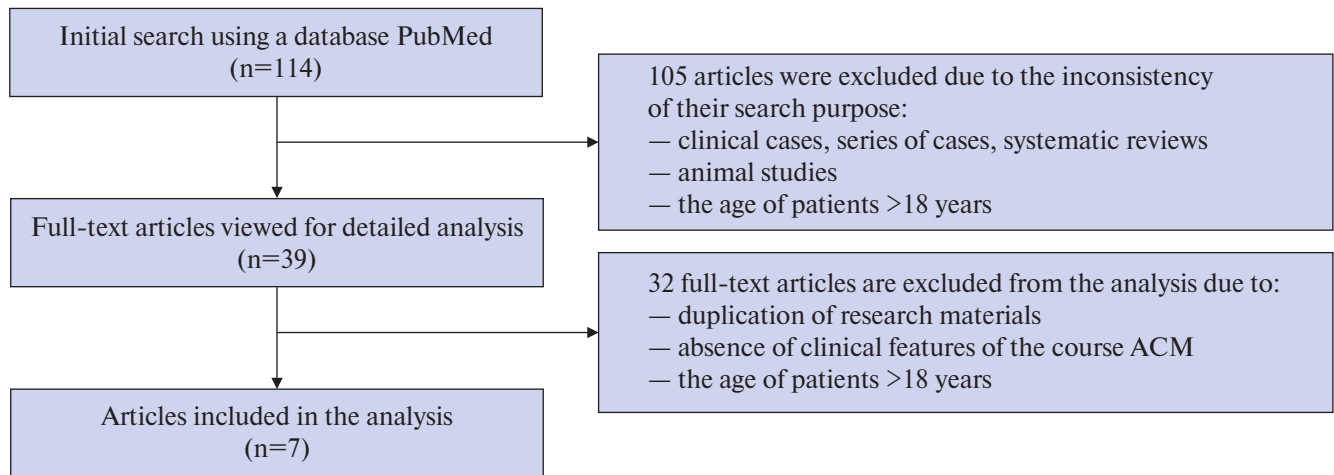 Initial search using a database PubMed
(n=114)
105 articles were excluded due to the inconsistency
of their search purpose:
— clinical cases, series of cases, systematic reviews
— animal studies
— the age of patients >18 years
Full-text articles viewed for detailed analysis
(n=39)
32 full-text articles are excluded from the analysis due to:
— duplication of research materials
— absence of clinical features of the course ACM
— the age of patients >18 years
Articles included in the analysis
(n=7)